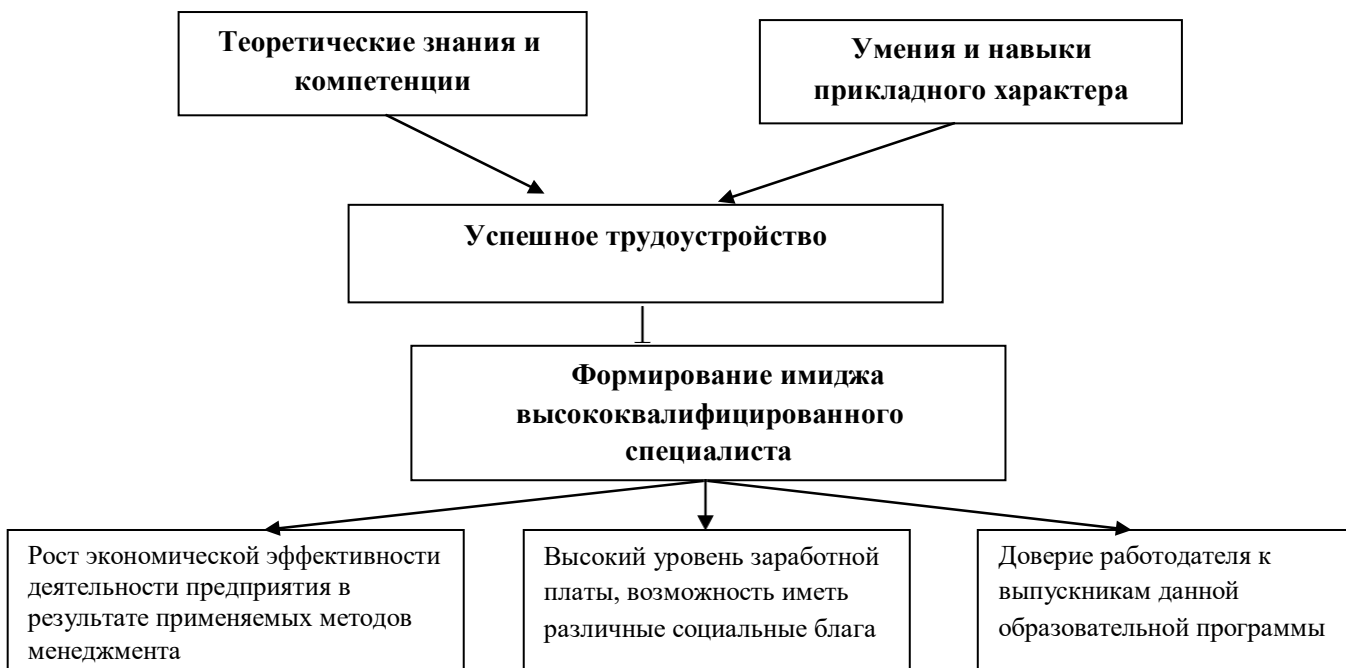 Теоретические знания и
компетенции
Умения и навыки
прикладного характера
Успешное трудоустройство
Формирование имиджа
высококвалифицированного
специалиста
Рост экономической эффективности
деятельности предприятия в
результате применяемых методов
менеджмента
Высокий уровень заработной
платы, возможность иметь
различные социальные блага
Доверие работодателя к
выпускникам данной
образовательной программы